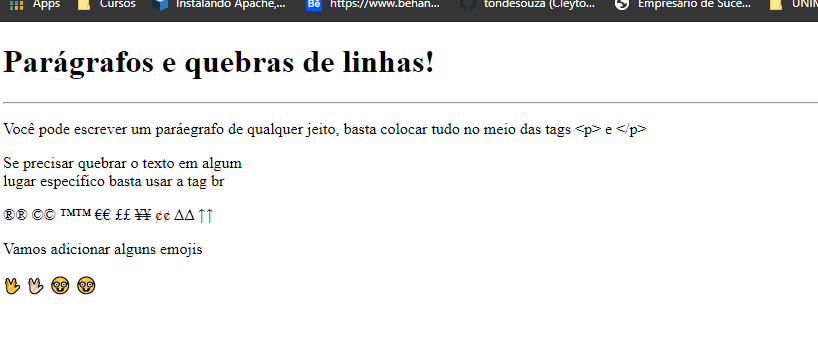 Apps Cursos Instalando Apache,... Bē https://www.behan... tondesouza (Cleyto... Empresário de Suce... UNIN
Parágrafos e quebras de linhas!
Você pode escrever um paráegrafo de qualquer jeito, basta colocar tudo no meio das tags <p> e </p>
Se precisar quebrar o texto em algum
lugar específico basta usar a tag br
®® ©© ™™ €€ ££ ¥¥ ¢¢ ΔΔ ↑↑
Vamos adicionar alguns emojis
🖖 🖖🏻 🤓 🤓